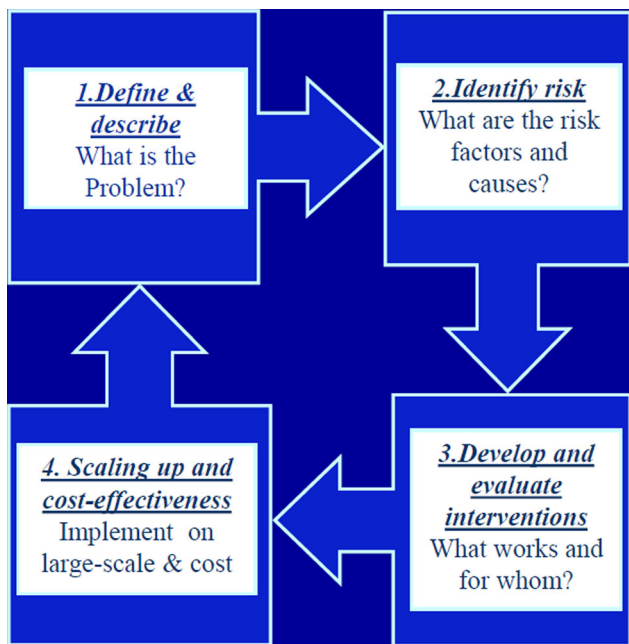 1.Define &
describe
What is the
Problem?
2.Identify risk
What are the risk
factors and
causes?
3.Develop and
evaluate
interventions
What works and
for whom?
4. Scaling up and
cost-effectiveness
Implement on
large-scale & cost